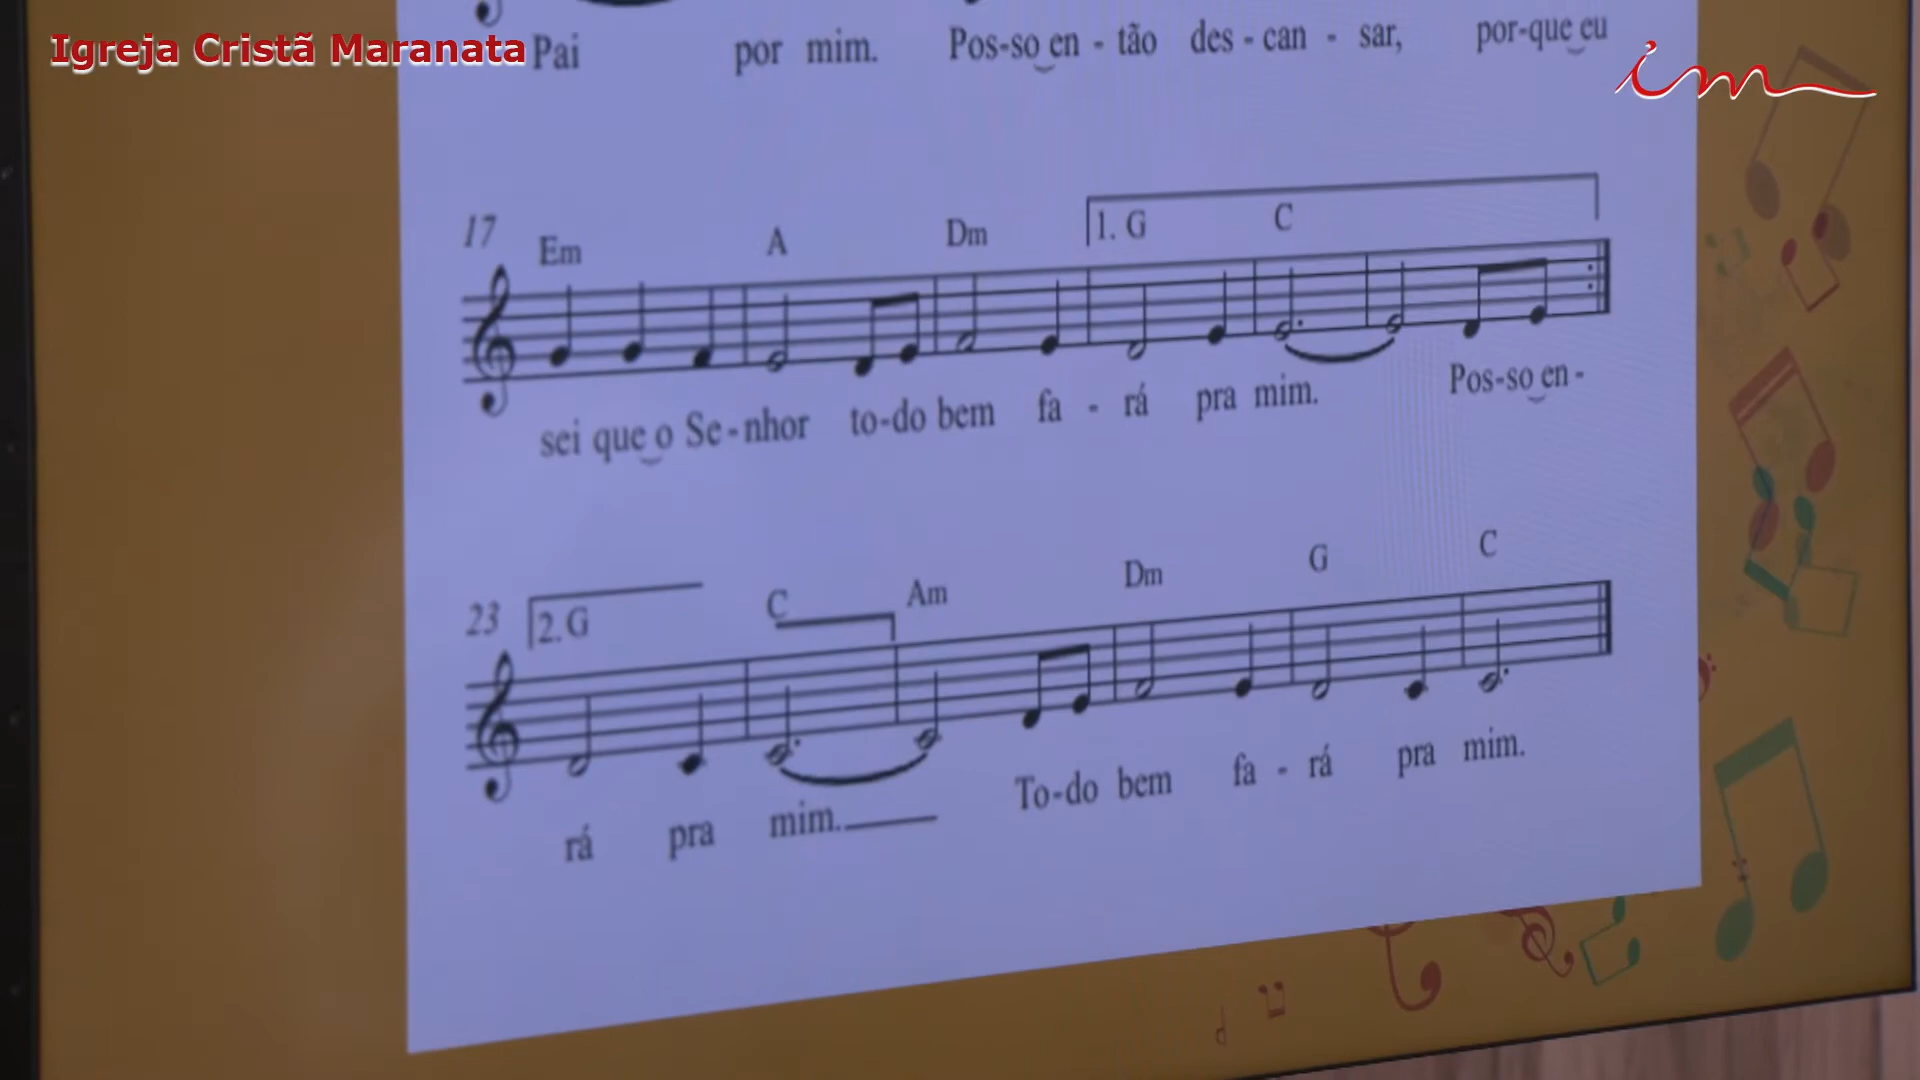 Igreja Cristã Maranata
Pai por mim. Pos-so en - tão des - can - sar, por-que eu
im
17 Em A Dm 1. G C
sei que o Se-nhor to-do bem fa - rá pra mim. Pos-so en -
23 2. G C Am Dm G C
rá pra mim. To-do bem fa - rá pra mim.